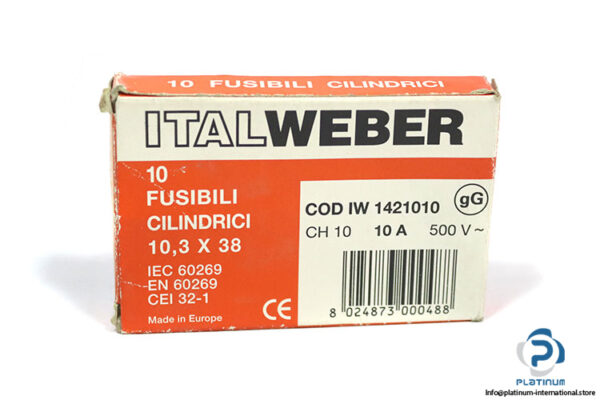 10 FUSIBILI CILINDRICI
ITALWEBER
10
FUSIBILI
CILINDRICI
10,3 X 38
IEC 60269
EN 60269
CEI 32-1
Made in Europe
CE
COD IW 1421010
gG
CH 10 10 A 500 V ~
8 024873 000488
PLATINUM
Info@platinum-international.store